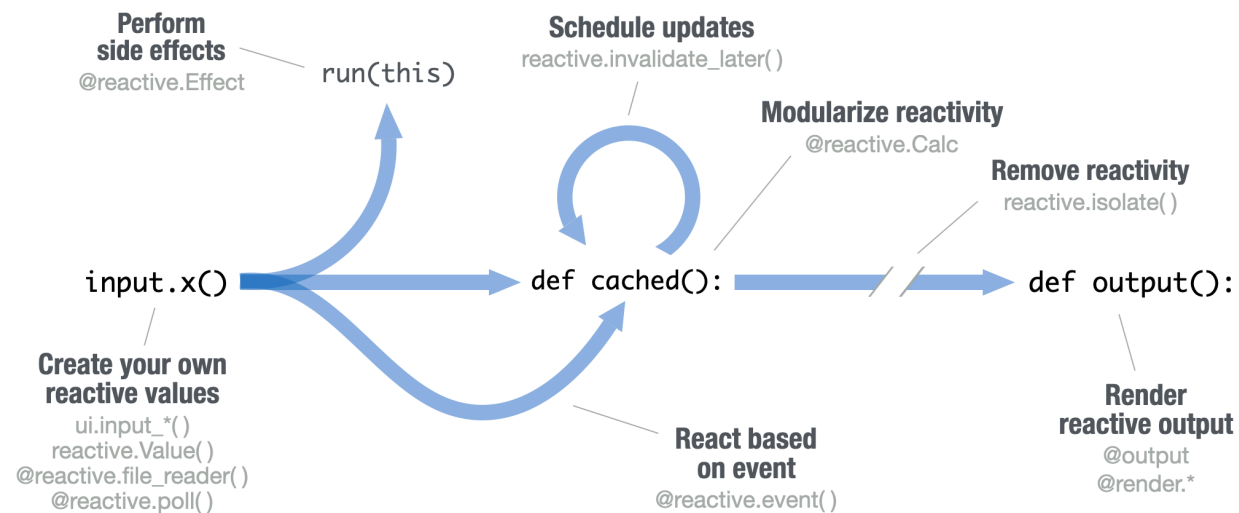 Perform
side effects
@reactive.Effect
run(this)
Schedule updates
reactive.invalidate_later()
Modularize reactivity
@reactive.Calc
Remove reactivity
reactive.isolate()
input.x()
def cached():
def output():
Create your own
reactive values
ui.input_*()
reactive.Value()
@reactive.file_reader()
@reactive.poll()
React based
on event
@reactive.event()
Render
reactive output
@output
@render.*